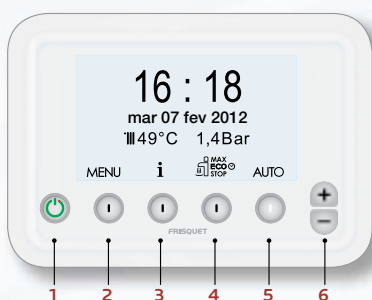 16 : 18
mar 07 fev 2012
49°C 1,4Bar
MAX
MENU i ECO AUTO
STOP
+
FRISQUET
−
1 2 3 4 5 6